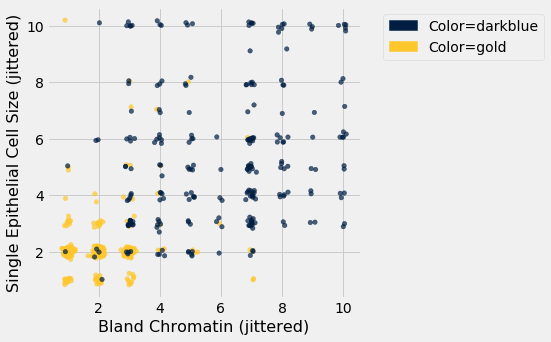 Single Epithelial Cell Size (jittered)
10
8
6
4
2
2 4 6 8 10
Bland Chromatin (jittered)
Color=darkblue
Color=gold